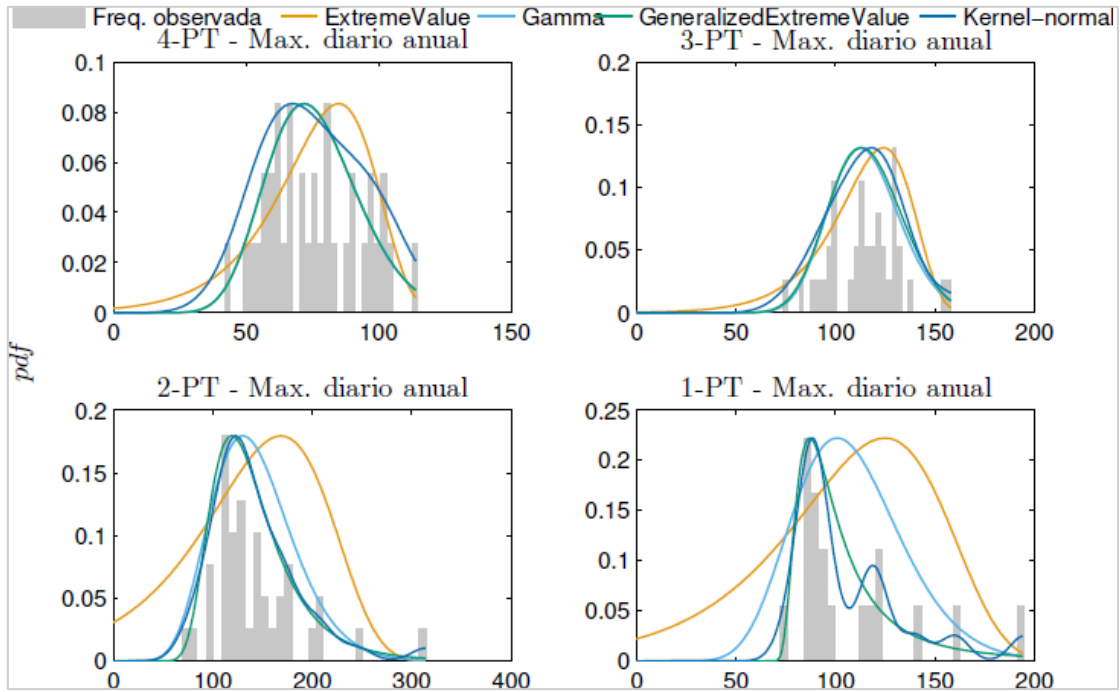 Freq. observada ExtremeValue Gamma GeneralizedExtremeValue Kernel-normal
4-PT - Max. diario anual
0.1
0.08
0.06
0.04
0.02
0
0 50 100 150
3-PT - Max. diario anual
0.2
0.15
0.1
0.05
0
0 50 100 150 200
pdf
2-PT - Max. diario anual
0.2
0.15
0.1
0.05
0
0 100 200 300 400
1-PT - Max. diario anual
0.25
0.2
0.15
0.1
0.05
0
0 50 100 150 200